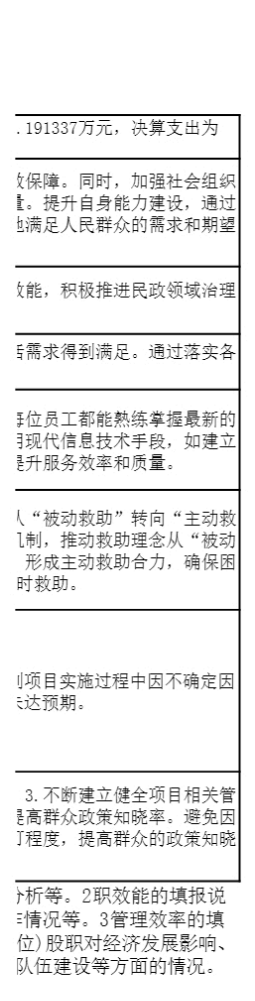 .191337万元，决算支出为
保障。同时，加强社会组织
量。提升自身能力建设，通过
地满足人民群众的需求和期望
效能，积极推进民政领域治理
需求得到满足。通过落实各
每位员工都能熟练掌握最新的
用现代信息技术手段，如建立
提升服务效率和质量。
从“被动救助”转向“主动救
机制，推动救助理念从“被动
形成主动救助合力，确保困
时救助。
项目实施过程中因不确定因
未达预期。
3.不断建立健全项目相关管
提高群众政策知晓率。避免因
可程度，提高群众的政策知晓
分析等。2职效能的填报说
作情况等。3管理效率的填
位)股职对经济发展影响、
队伍建设等方面的情况。